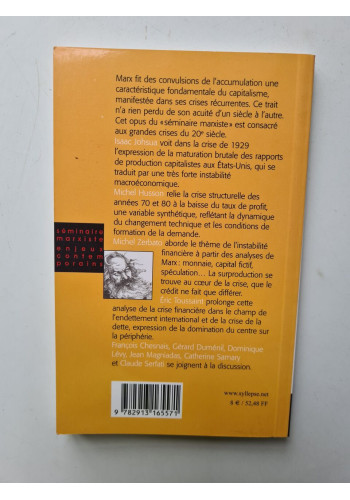 Marx fit des convulsions de l'accumulation une
caractéristique fondamentale du capitalisme,
manifestée dans ses crises récurrentes. Ce trait
n'a rien perdu de son acuité d'un siècle à l'autre.
Cet opus du «séminaire marxiste» est consacré
aux grandes crises du 20e siècle.
Isaac Johsua voit dans la crise de 1929
l'expression de la maturation brutale des rapports
de production capitalistes aux États-Unis, qui se
traduit par une très forte instabilité
macroéconomique.
Michel Husson relie la crise structurelle des
années 70 et 80 à la baisse du taux de profit,
une variable synthétique, reflétant la dynamique
du changement technique et les conditions de
formation de la demande.
Michel Zerbato aborde le thème de l'instabilité
financière à partir des analyses de
Marx : monnaie, capital fictif,
spéculation... La surproduction se
trouve au cœur de la crise, que le
crédit ne fait que différer.
Éric Toussaint prolonge cette
analyse de la crise financière dans le champ de
l'endettement international et de la crise de la
dette, expression de la domination du centre sur
la périphérie.
François Chesnais, Gérard Duménil, Dominique
Lévy, Jean Magniadas, Catherine Samary
et Claude Serfati se joignent à la discussion.
séminaire
marxiste
enjeux
contem
porains
www.syllepse.net
8 € / 52,48 FF
9 782913 165571